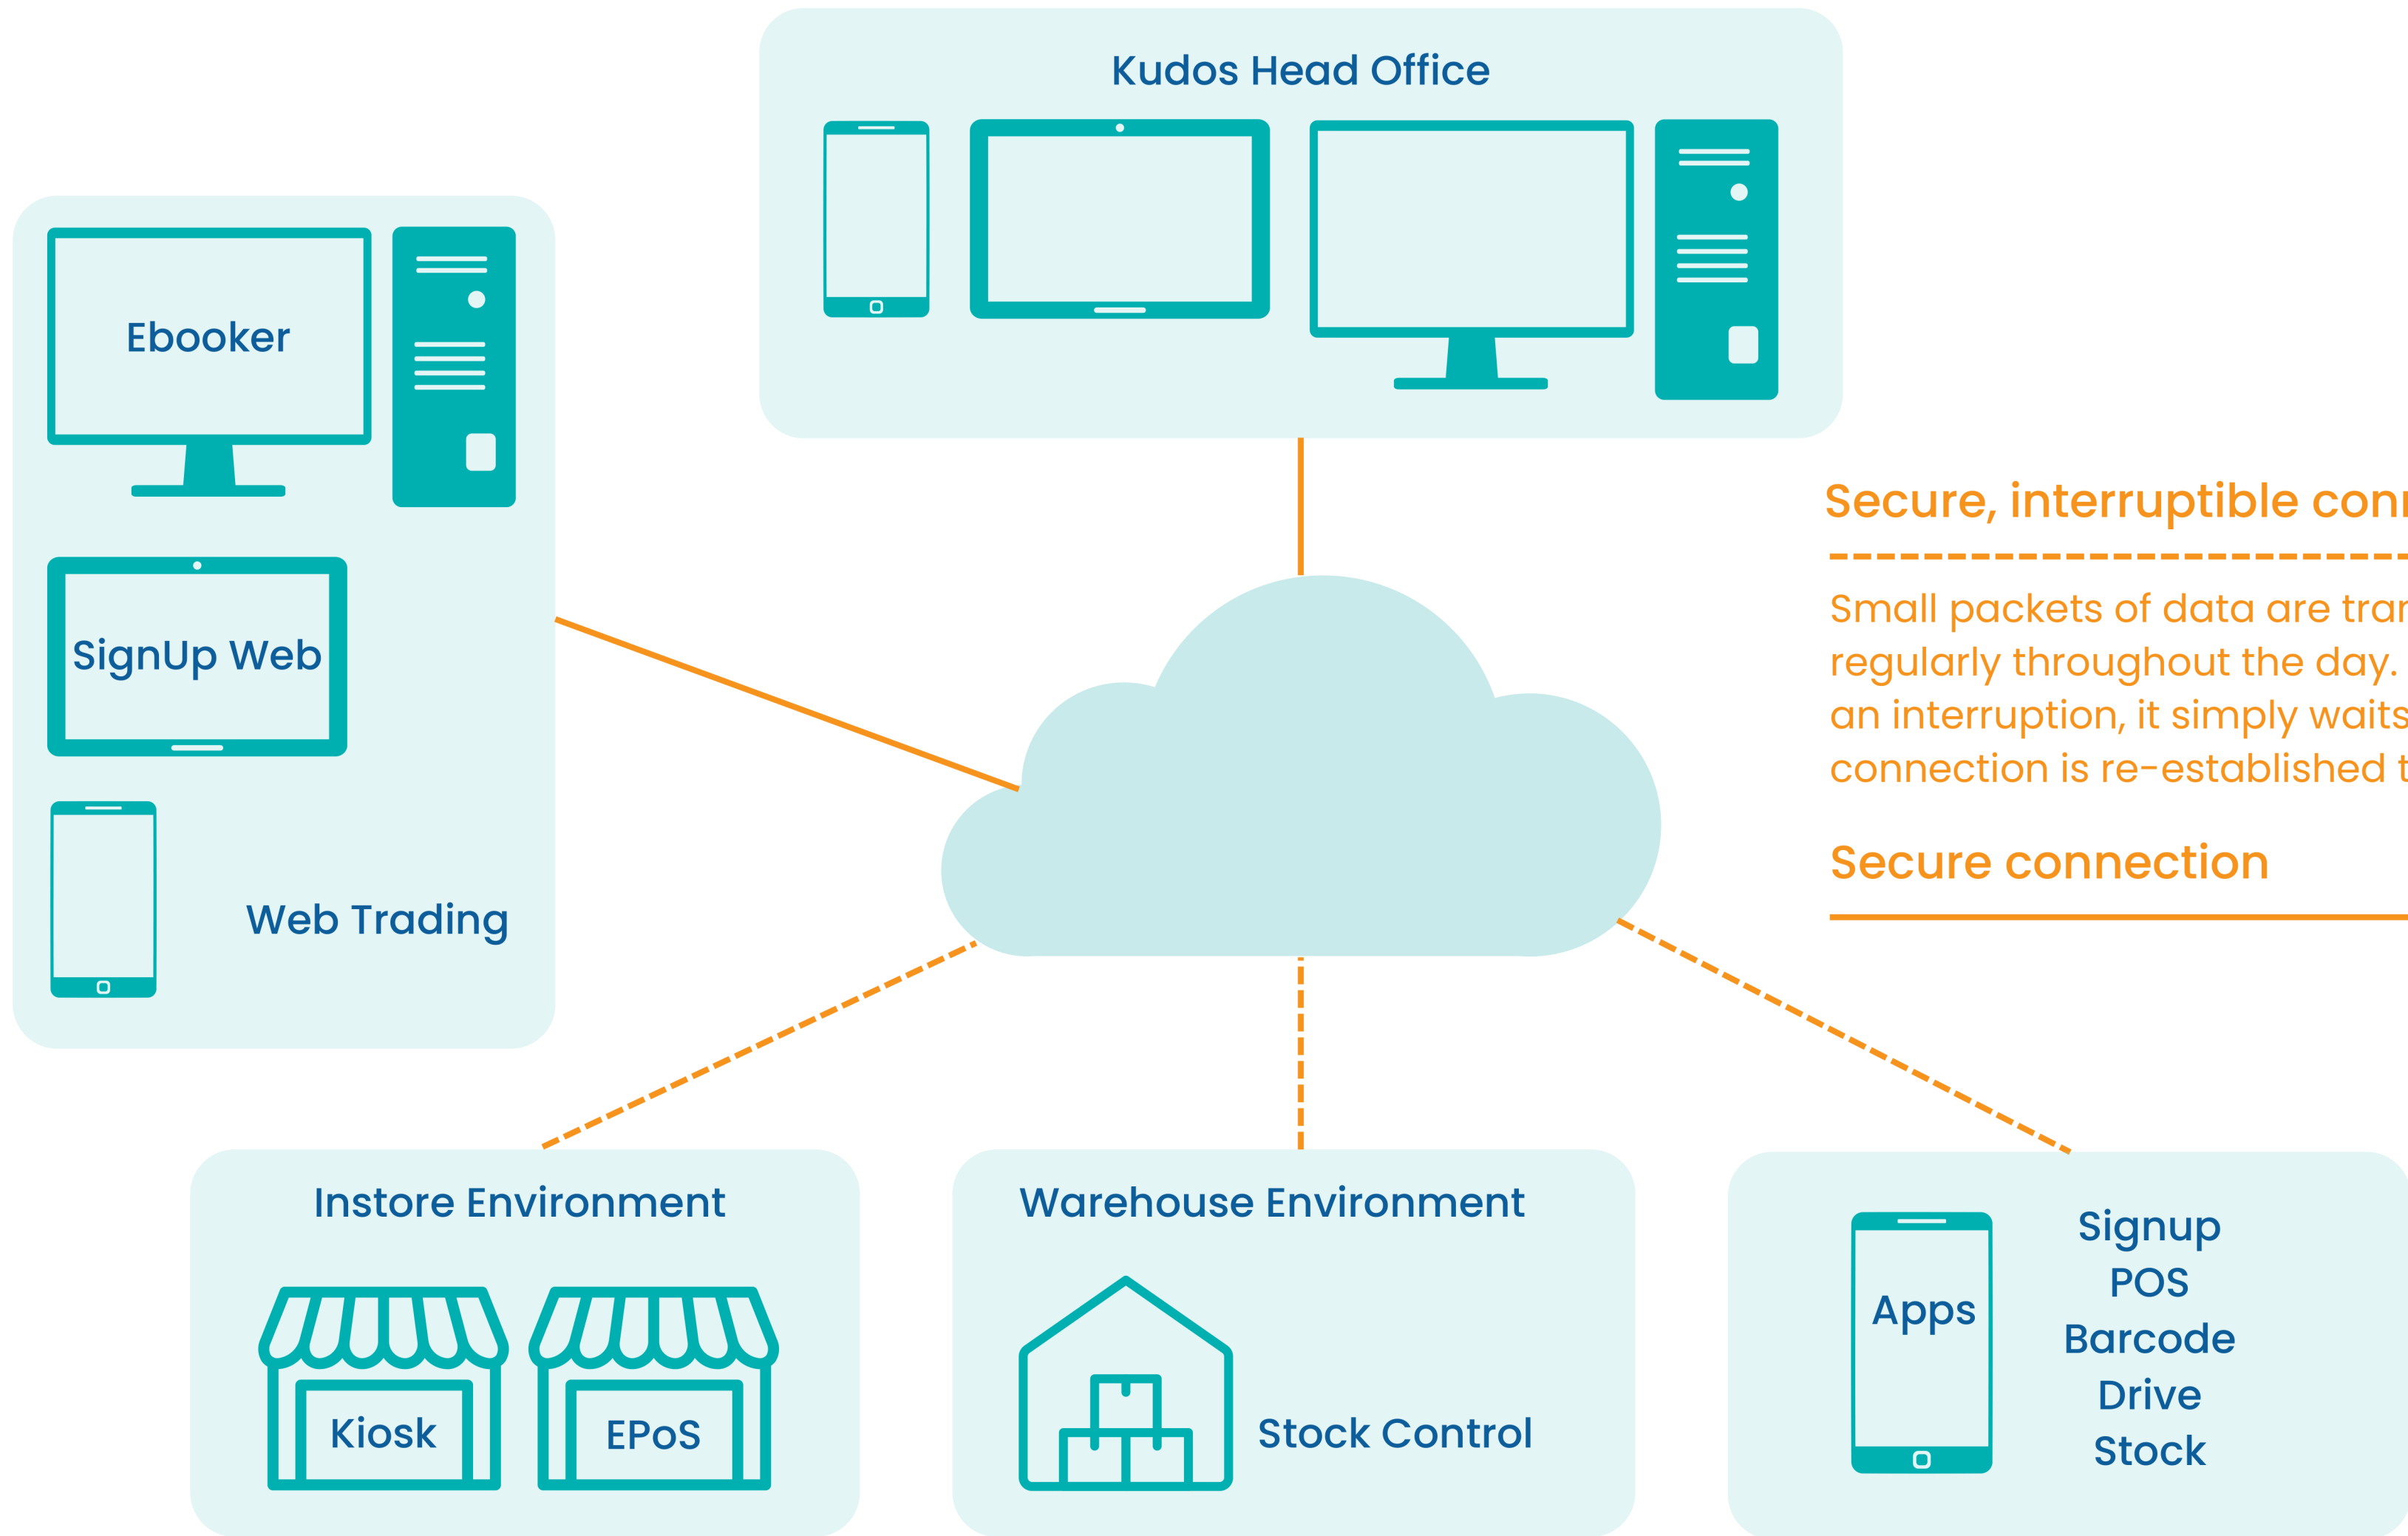 Kudos Head Office
Ebooker
SignUp Web
Web Trading
Secure, interruptible
Small packets of data are
regularly throughout the day.
an interruption, it simply waits
connection is re-established
Secure connection
Instore Environment
Kiosk
EPoS
Warehouse Environment
Stock Control
Apps
Signup
POS
Barcode
Drive
Stock